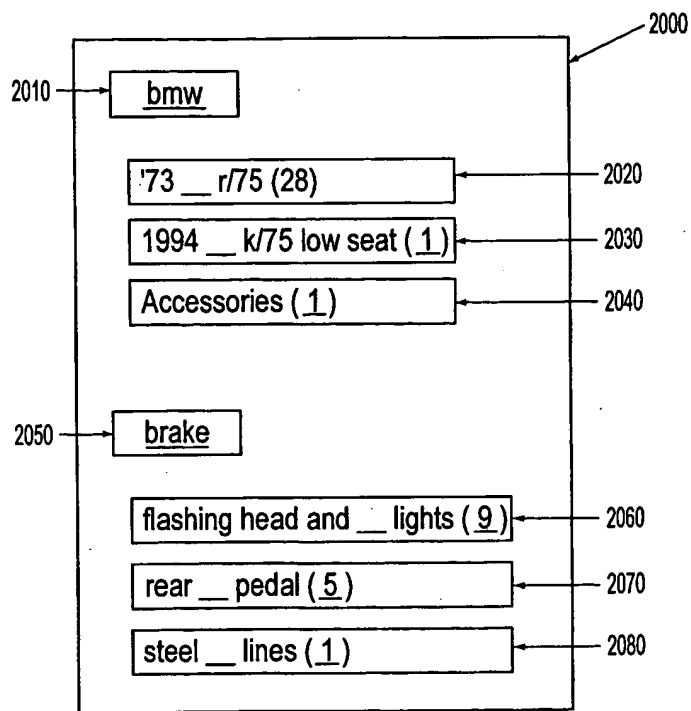 2000
2010 bmw
'73 __ r/75 (28) 2020
1994 __ k/75 low seat ( 1 ) 2030
Accessories ( 1 ) 2040
2050 brake
flashing head and __ lights ( 9 ) 2060
rear __ pedal ( 5 ) 2070
steel __ lines ( 1 ) 2080